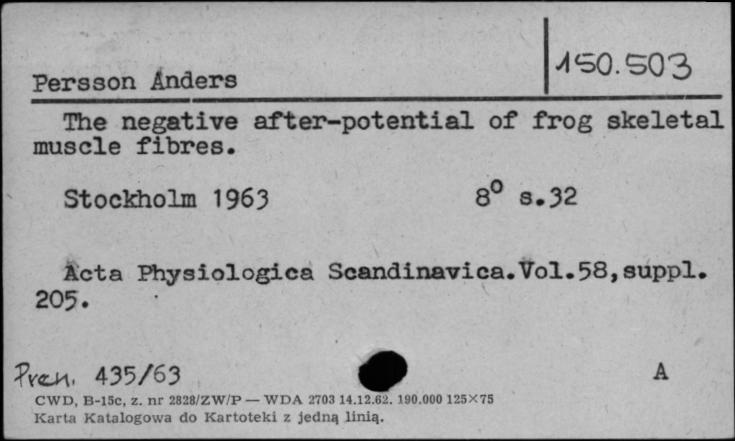 150.503
Persson Anders
The negative after-potential of frog skeletal
muscle fibres.
Stockholm 1963 8° s.32
Acta Physiologica Scandinavica.Vol.58,suppl.
205.
Pren. 435/63 A
CWD, B-15c, z. nr 2828/ZW/P — WDA 2703 14.12.62. 190.000 125×75
Karta Katalogowa do Kartoteki z jedną linią.